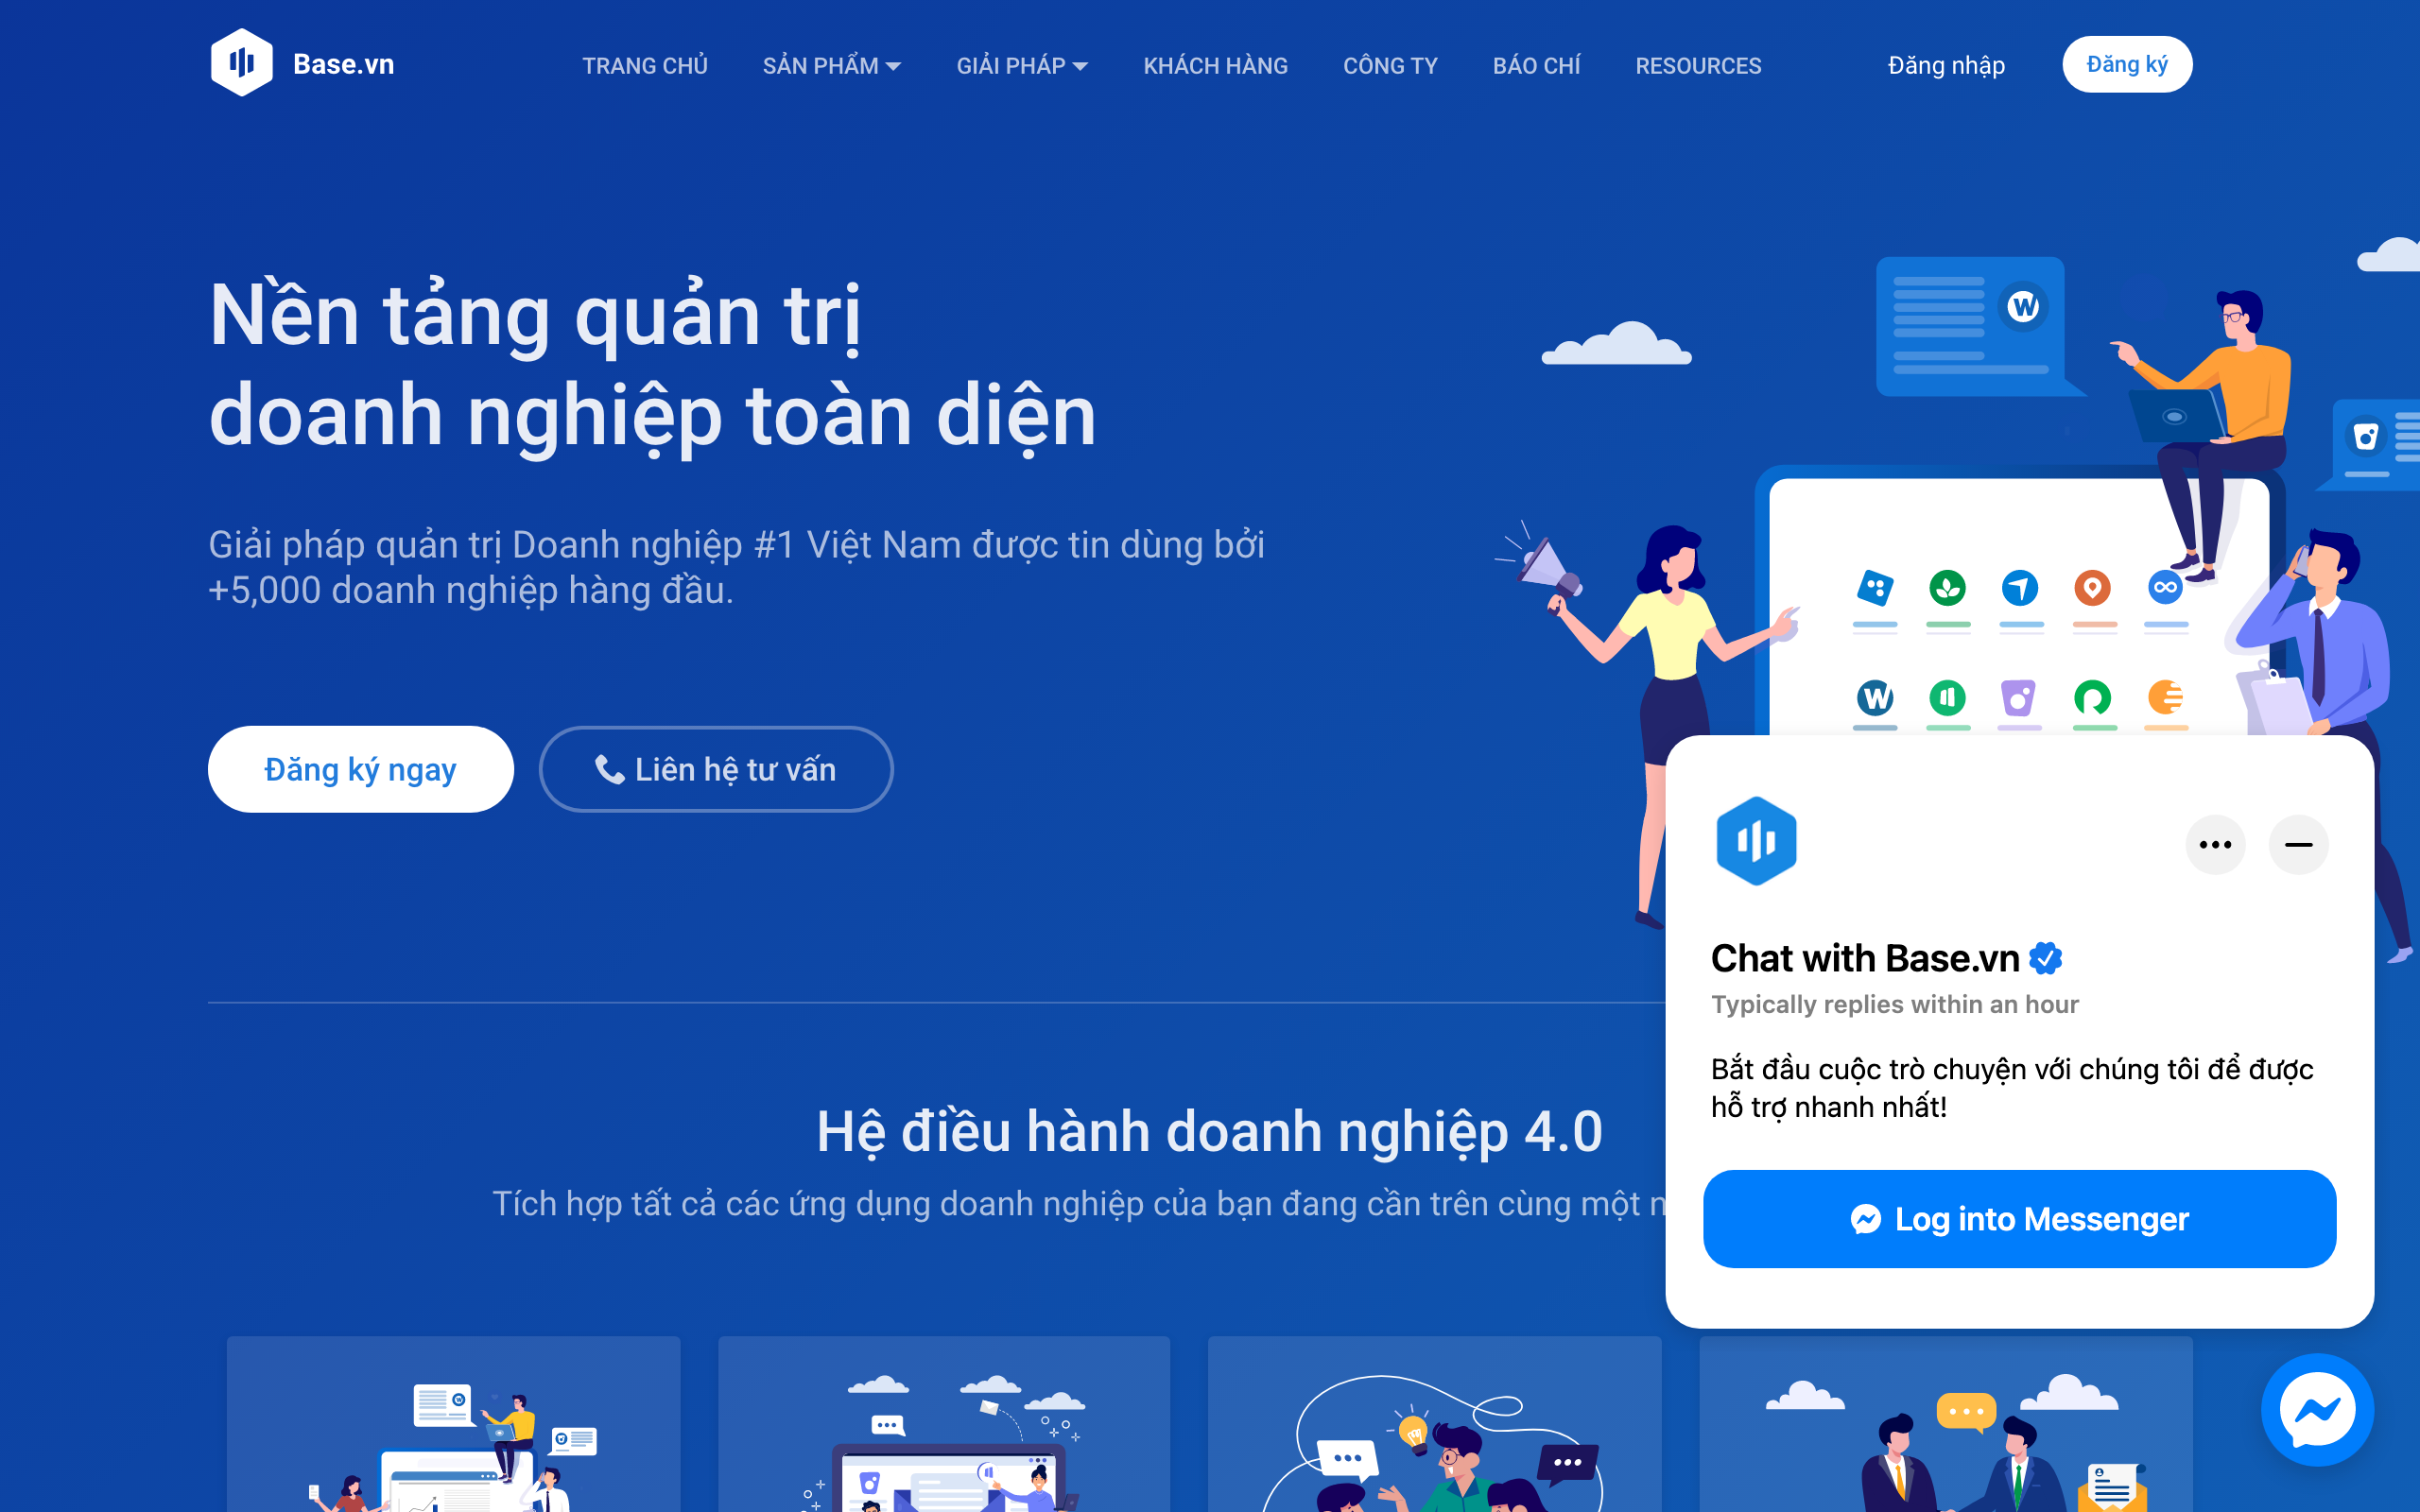 Base.vn
TRANG CHỦ
SẢN PHẨM
GIẢI PHÁP
KHÁCH HÀNG
CÔNG TY
BÁO CHÍ
RESOURCES
Đăng nhập
Đăng ký
Nền tảng quản trị
doanh nghiệp toàn diện
Giải pháp quản trị Doanh nghiệp #1 Việt Nam được tin dùng bởi
+5,000 doanh nghiệp hàng đầu.
Đăng ký ngay
Liên hệ tư vấn
Chat with Base.vn
Typically replies within an hour
Bắt đầu cuộc trò chuyện với chúng tôi để được
hỗ trợ nhanh nhất!
Log into Messenger
Hệ điều hành doanh nghiệp 4.0
Tích hợp tất cả các ứng dụng doanh nghiệp của bạn đang cần trên cùng một